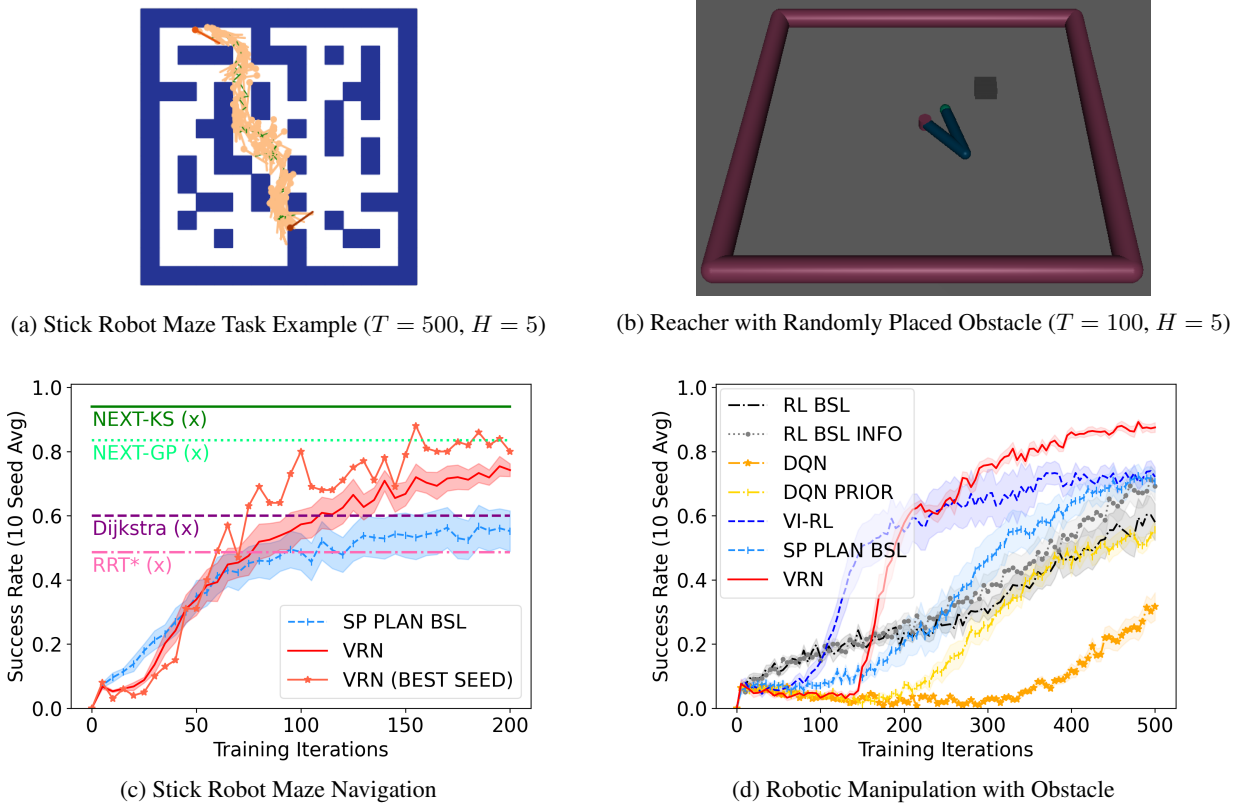 (a) Stick Robot Maze Task Example (T = 500, H = 5)
(b) Reacher with Randomly Placed Obstacle (T = 100, H = 5)
Success Rate (10 Seed Avg)
1.0
0.8
0.6
0.4
0.2
0.0
NEXT-KS (x)
NEXT-GP (x)
Dijkstra (x)
RRT* (x)
SP PLAN BSL
VRN
VRN (BEST SEED)
0 50 100 150 200
Training Iterations
(c) Stick Robot Maze Navigation
Success Rate (10 Seed Avg)
1.0
0.8
0.6
0.4
0.2
0.0
RL BSL
RL BSL INFO
DQN
DQN PRIOR
VI-RL
SP PLAN BSL
VRN
0 100 200 300 400 500
Training Iterations
(d) Robotic Manipulation with Obstacle